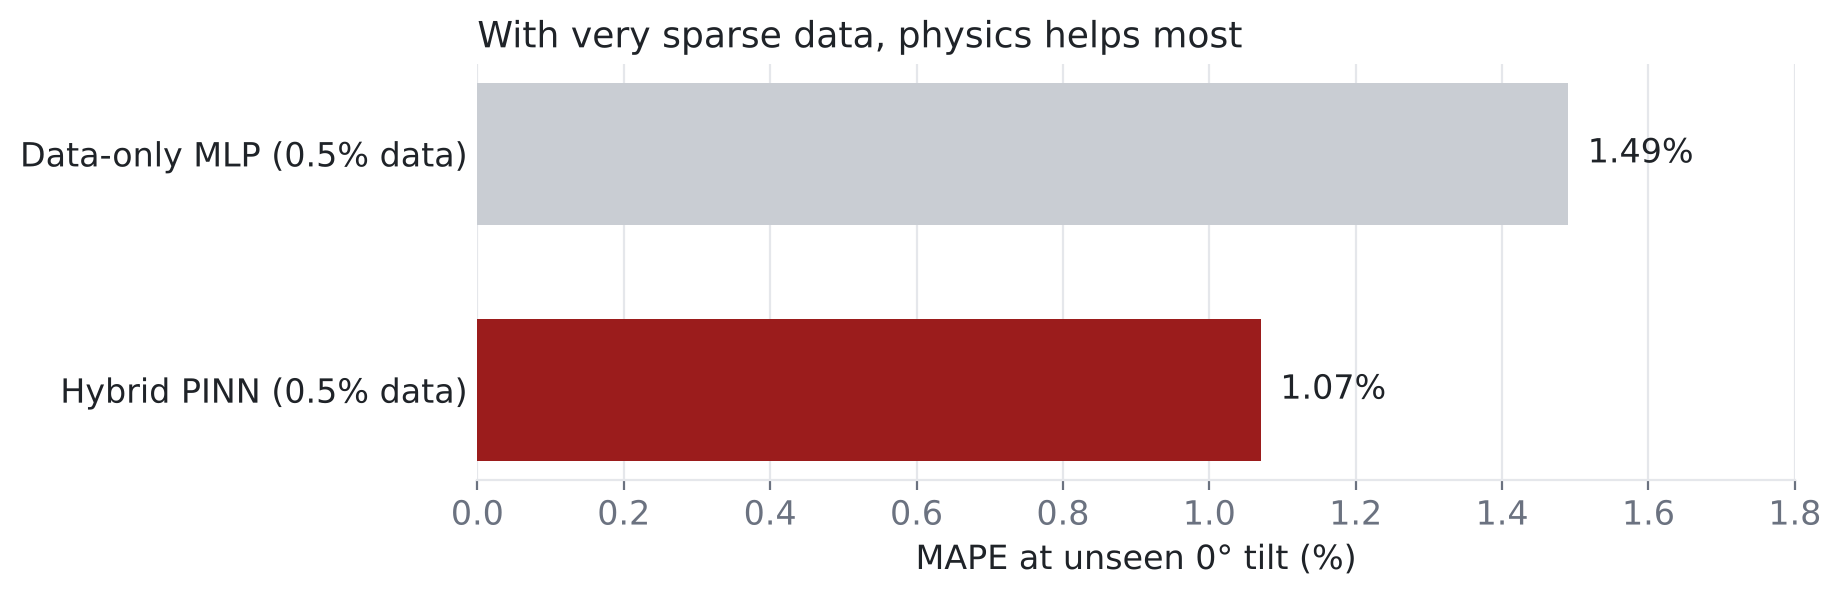 With very sparse data, physics helps most
Data-only MLP (0.5% data)
1.49%
Hybrid PINN (0.5% data)
1.07%
0.0 0.2 0.4 0.6 0.8 1.0 1.2 1.4 1.6 1.8
MAPE at unseen 0° tilt (%)